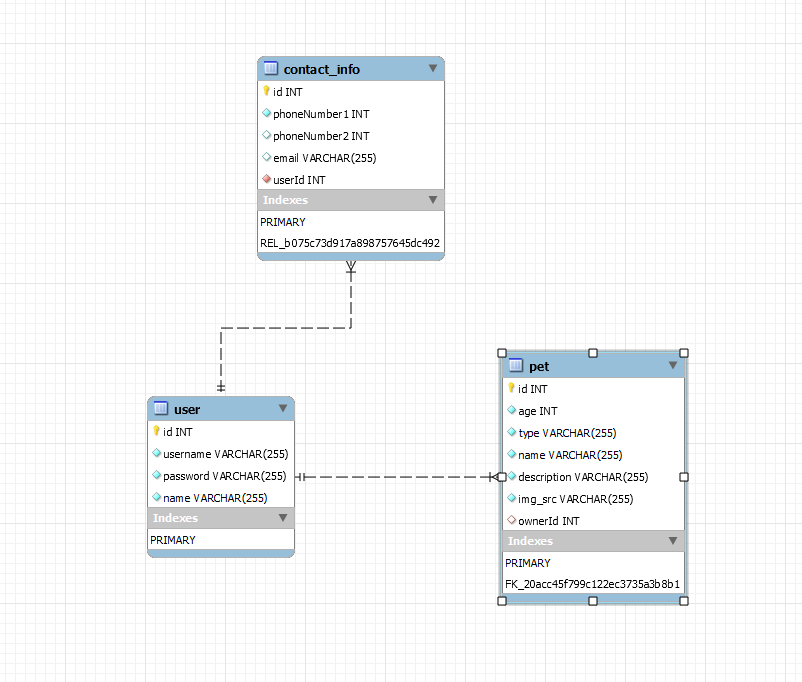 contact_info
id INT
phoneNumber1 INT
phoneNumber2 INT
email VARCHAR(255)
userId INT
Indexes
PRIMARY
REL_b075c73d917a898757645dc492
user
id INT
username VARCHAR(255)
password VARCHAR(255)
name VARCHAR(255)
Indexes
PRIMARY
pet
id INT
age INT
type VARCHAR(255)
name VARCHAR(255)
description VARCHAR(255)
img_src VARCHAR(255)
ownerId INT
Indexes
PRIMARY
FK_20acc45f799c122ec3735a3b8b1